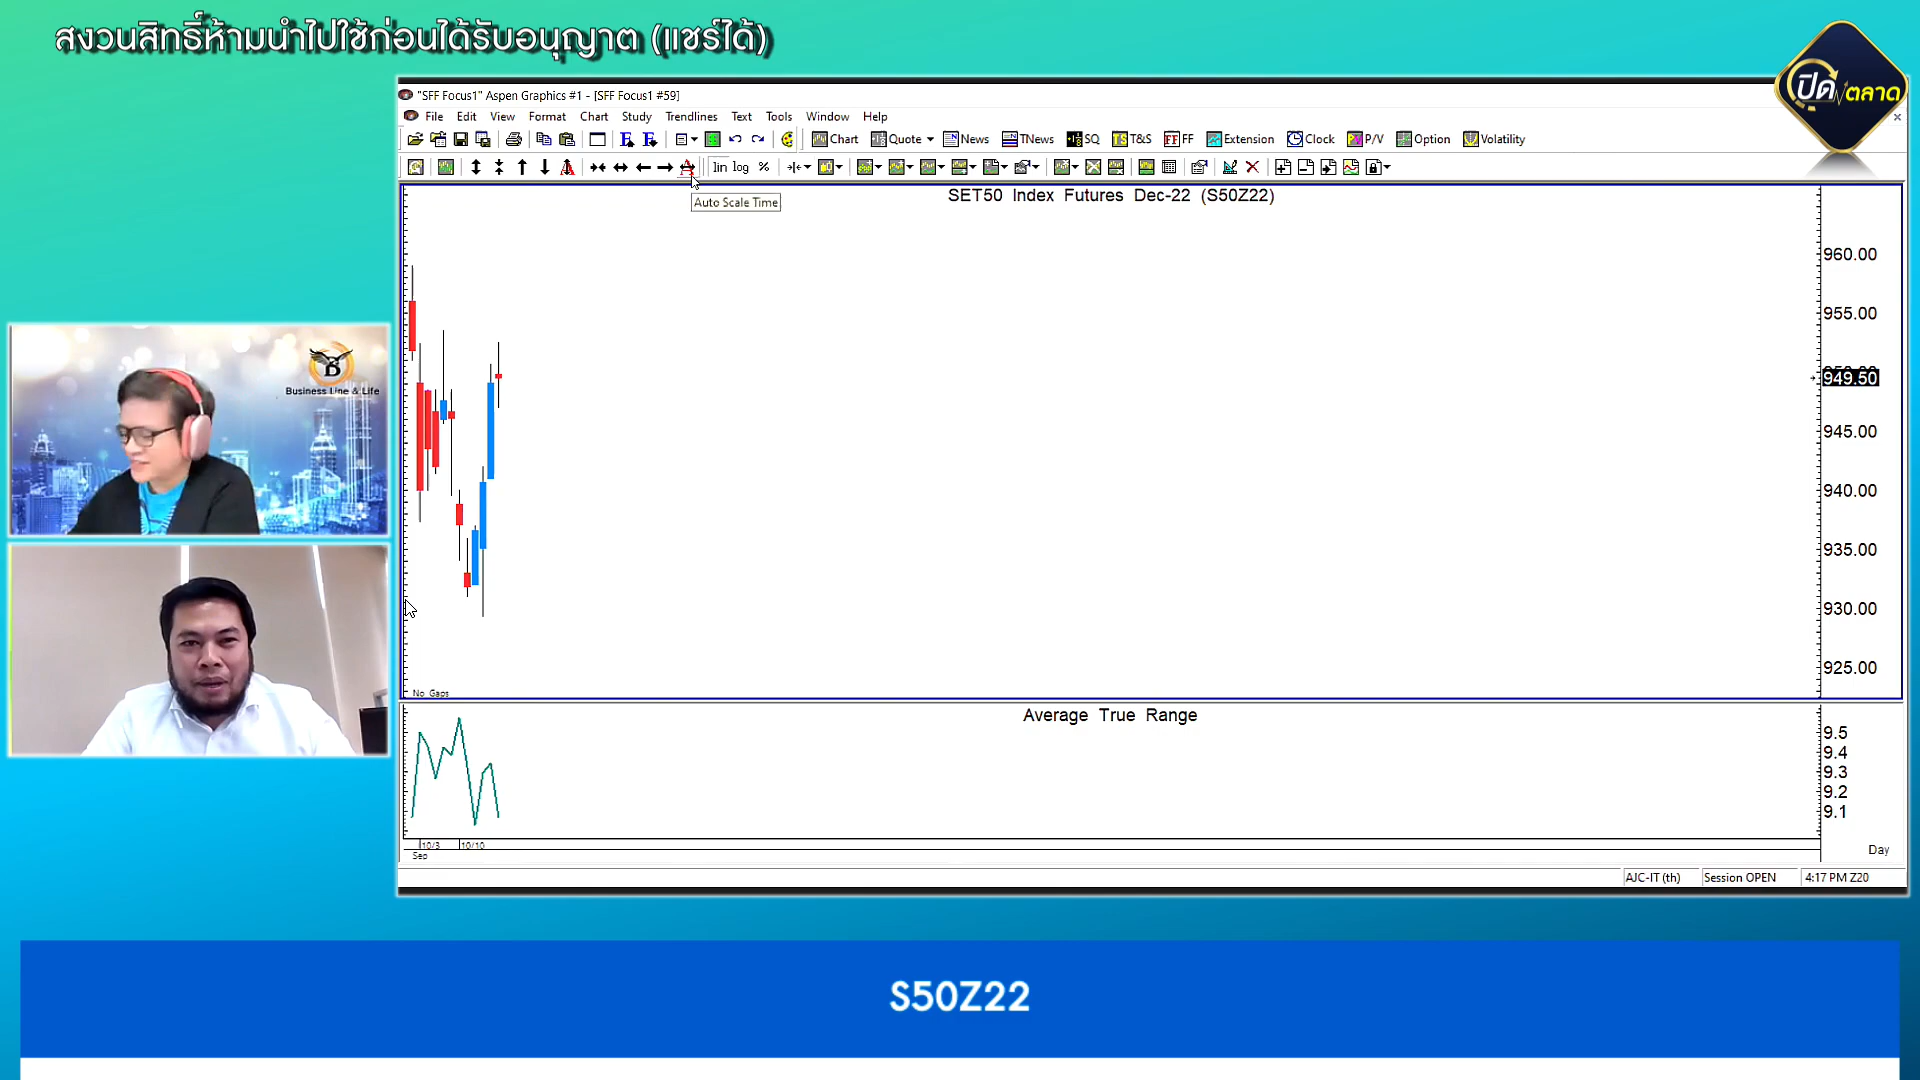 สงวนสิทธิ์ห้ามนำไปใช้ก่อนได้รับอนุญาต (แชร์ได้)
ปิดตลาด
"SFF Focus1" Aspen Graphics #1 - [SFF Focus1 #59]
File Edit View Format Chart Study Trendlines Text Tools Window Help
Chart Quote News TNews SQ T&S FF Extension Clock P/V Option Volatility
lin log %
Auto Scale Time
SET50 Index Futures Dec-22 (S50Z22)
960.00
955.00
949.50
945.00
940.00
935.00
930.00
925.00
No Gaps
Average True Range
9.5
9.4
9.3
9.2
9.1
10/3 10/10
Sep
Day
AJC-IT (th) Session OPEN 4:17 PM Z20
B
Business Line & Life
S50Z22